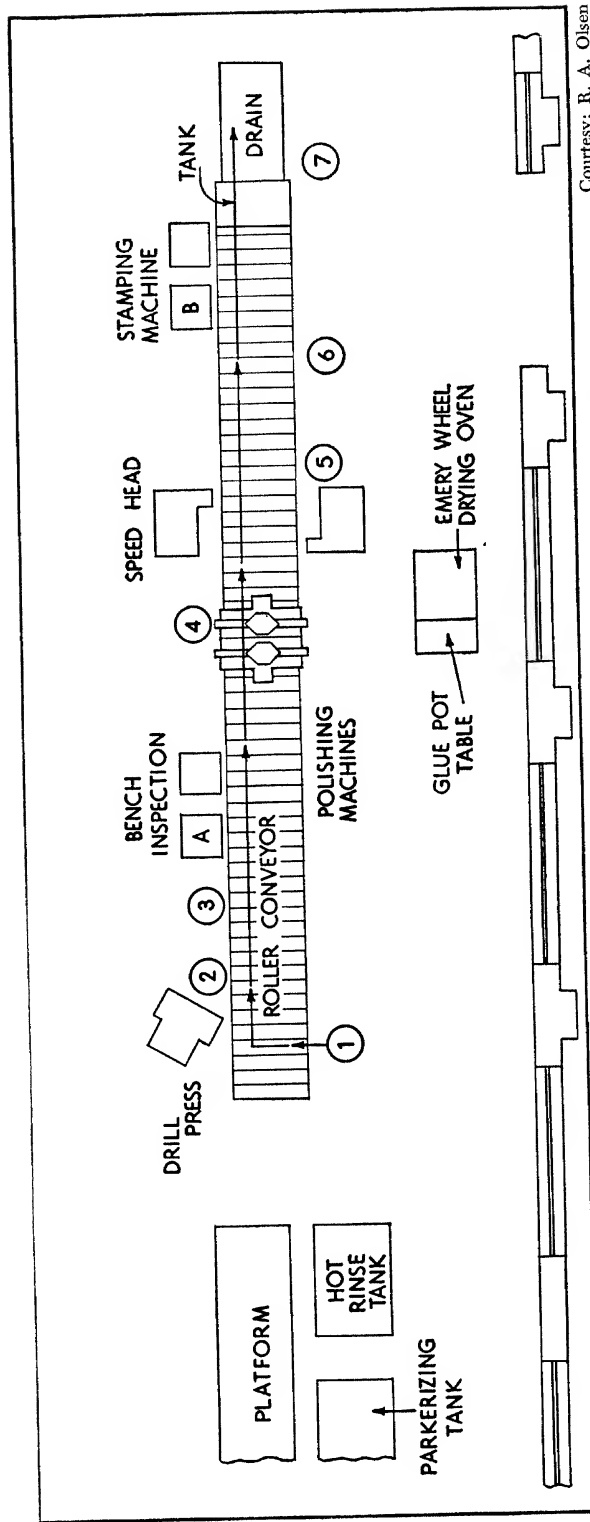 DRILL
PRESS
BENCH
INSPECTION
SPEED HEAD
STAMPING
MACHINE
TANK
A
B
2
3
4
ROLLER CONVEYOR
DRAIN
1
POLISHING
MACHINES
5
6
7
PLATFORM
HOT
RINSE
TANK
PARKERIZING
TANK
GLUE POT
TABLE
EMERY WHEEL
DRYING OVEN
Courtesy: R. A. Olsen